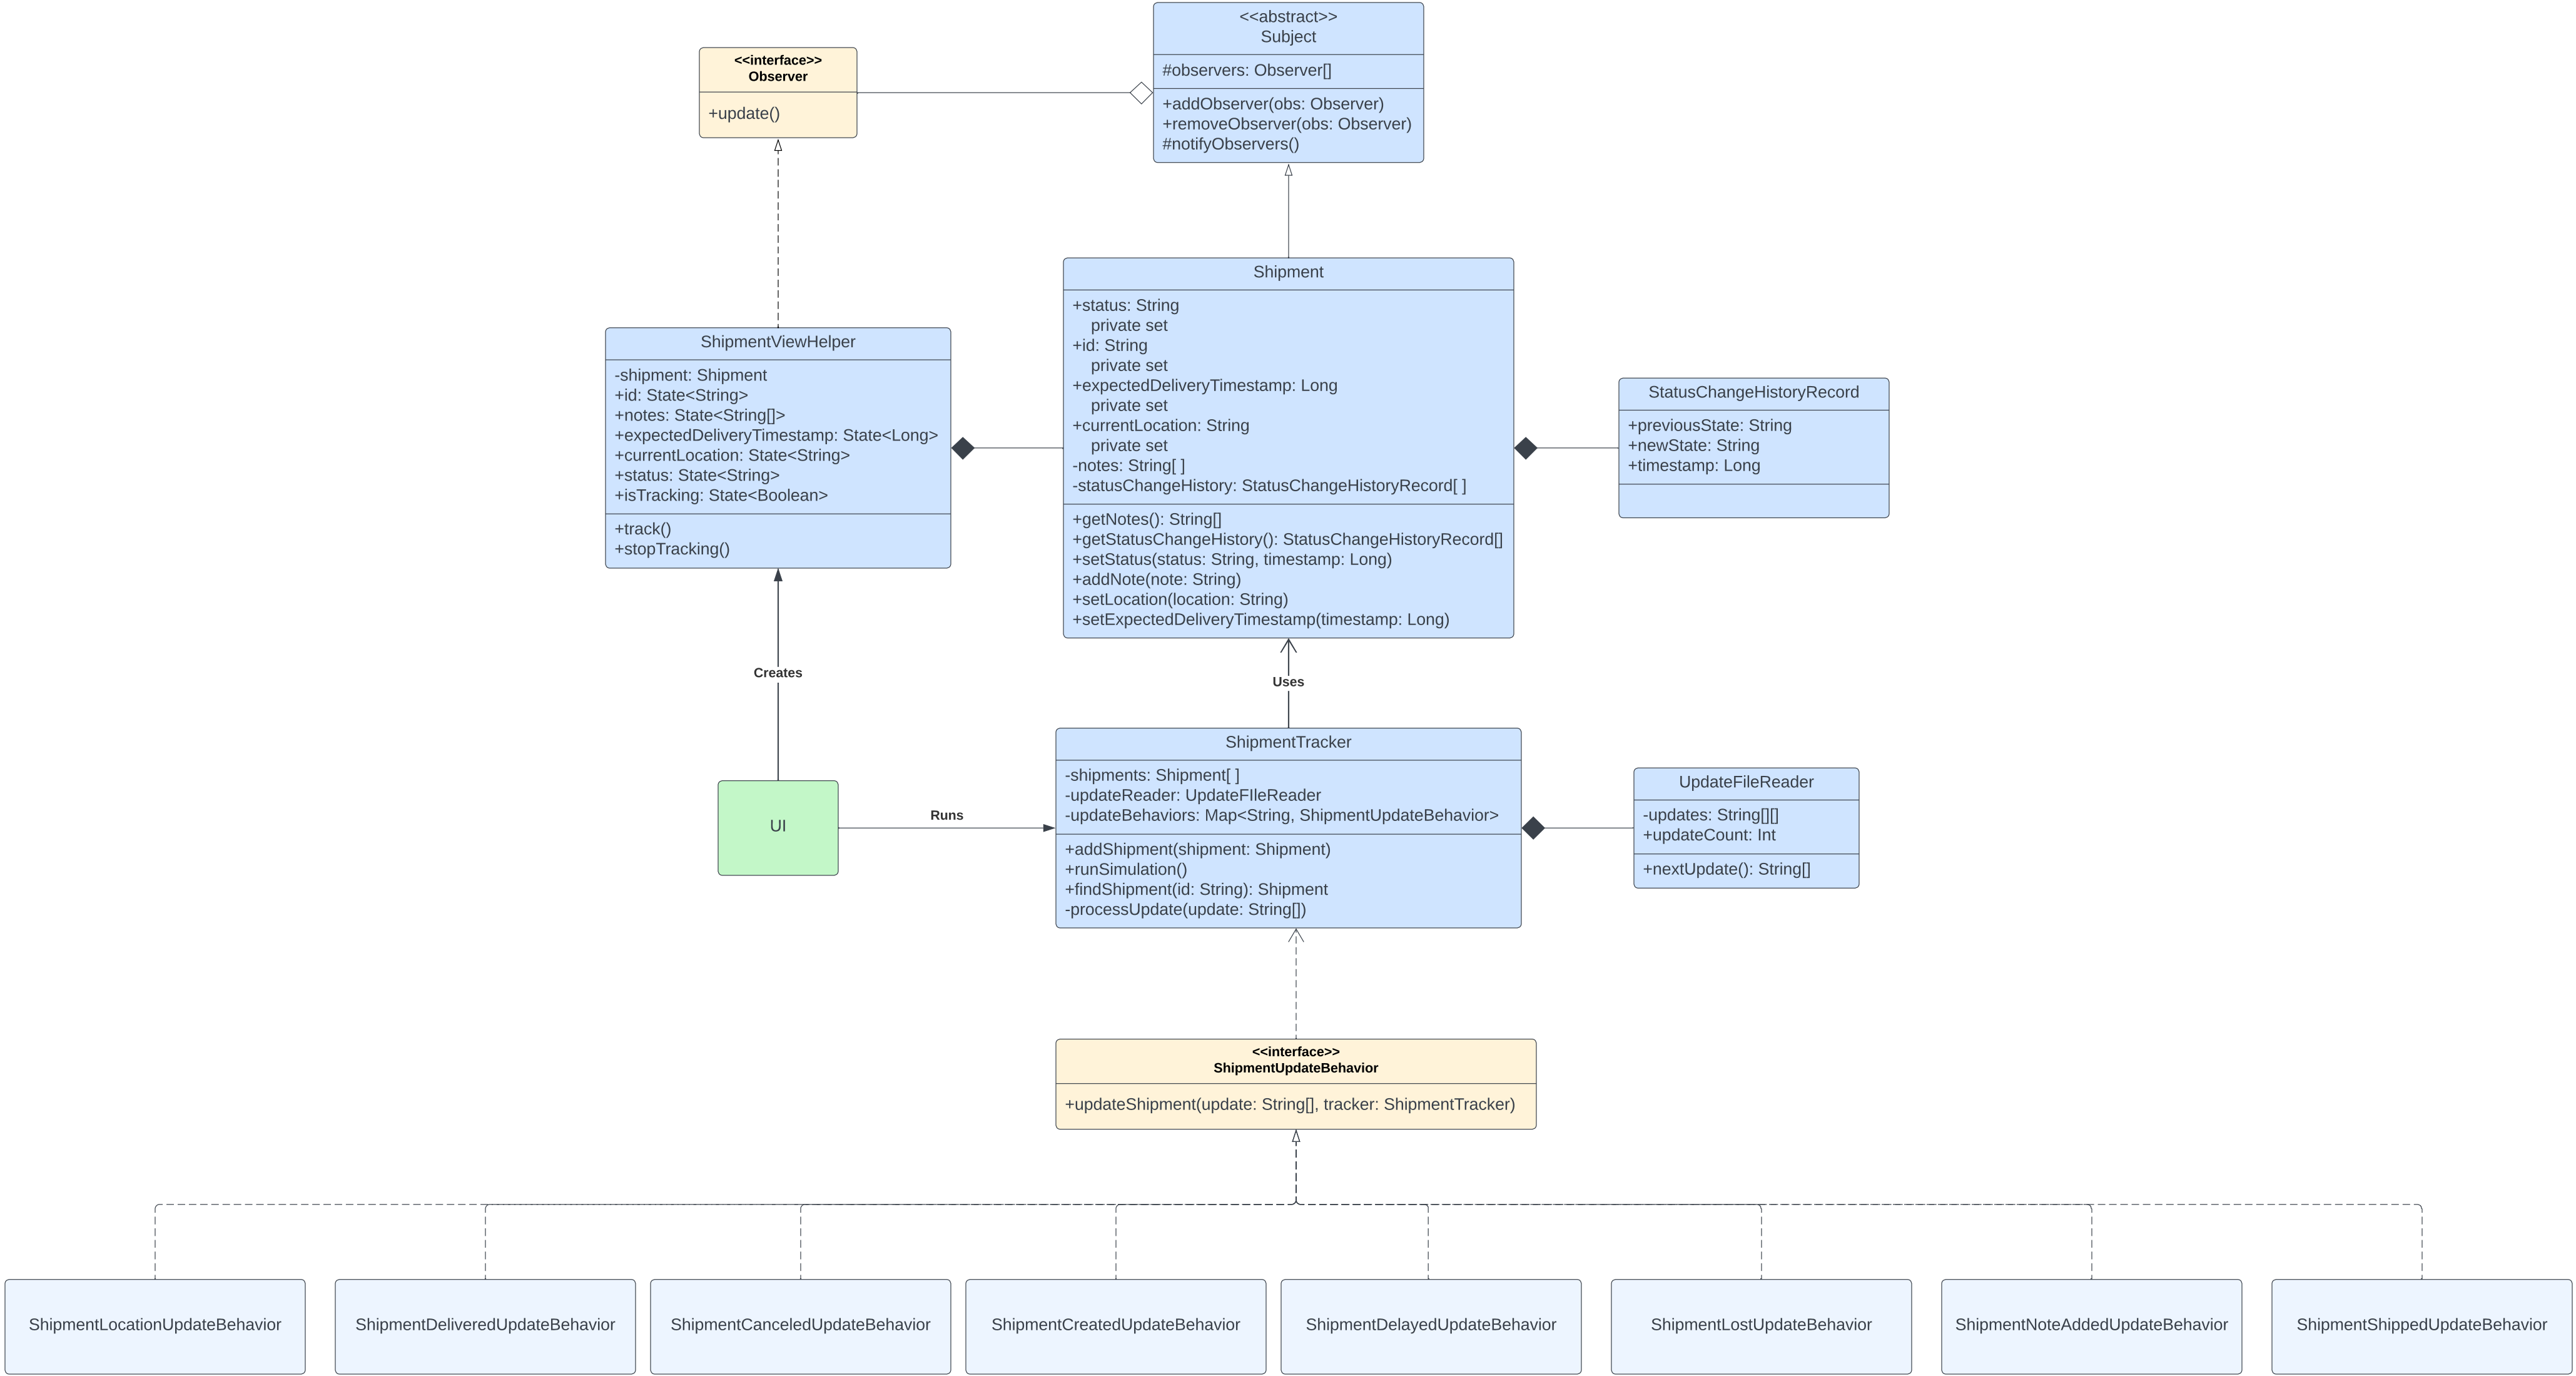 <<abstract>>
Subject
#observers: Observer[]
+addObserver(obs: Observer)
+removeObserver(obs: Observer)
#notifyObservers()
<<interface>>
Observer
+update()
Shipment
+status: String
private set
+id: String
private set
+expectedDeliveryTimestamp: Long
private set
+currentLocation: String
private set
-notes: String[ ]
-statusChangeHistory: StatusChangeHistoryRecord[ ]
+getNotes(): String[]
+getStatusChangeHistory(): StatusChangeHistoryRecord[]
+setStatus(status: String, timestamp: Long)
+addNote(note: String)
+setLocation(location: String)
+setExpectedDeliveryTimestamp(timestamp: Long)
ShipmentViewHelper
-shipment: Shipment
+id: State<String>
+notes: State<String[]>
+expectedDeliveryTimestamp: State<Long>
+currentLocation: State<String>
+status: State<String>
+isTracking: State<Boolean>
+track()
+stopTracking()
StatusChangeHistoryRecord
+previousState: String
+newState: String
+timestamp: Long
Creates
Uses
ShipmentTracker
-shipments: Shipment[ ]
-updateReader: UpdateFIleReader
-updateBehaviors: Map<String, ShipmentUpdateBehavior>
+addShipment(shipment: Shipment)
+runSimulation()
+findShipment(id: String): Shipment
-processUpdate(update: String[])
UI
Runs
UpdateFileReader
-updates: String[][]
+updateCount: Int
+nextUpdate(): String[]
<<interface>>
ShipmentUpdateBehavior
+updateShipment(update: String[], tracker: ShipmentTracker)
ShipmentLocationUpdateBehavior
ShipmentDeliveredUpdateBehavior
ShipmentCanceledUpdateBehavior
ShipmentCreatedUpdateBehavior
ShipmentDelayedUpdateBehavior
ShipmentLostUpdateBehavior
ShipmentNoteAddedUpdateBehavior
ShipmentShippedUpdateBehavior